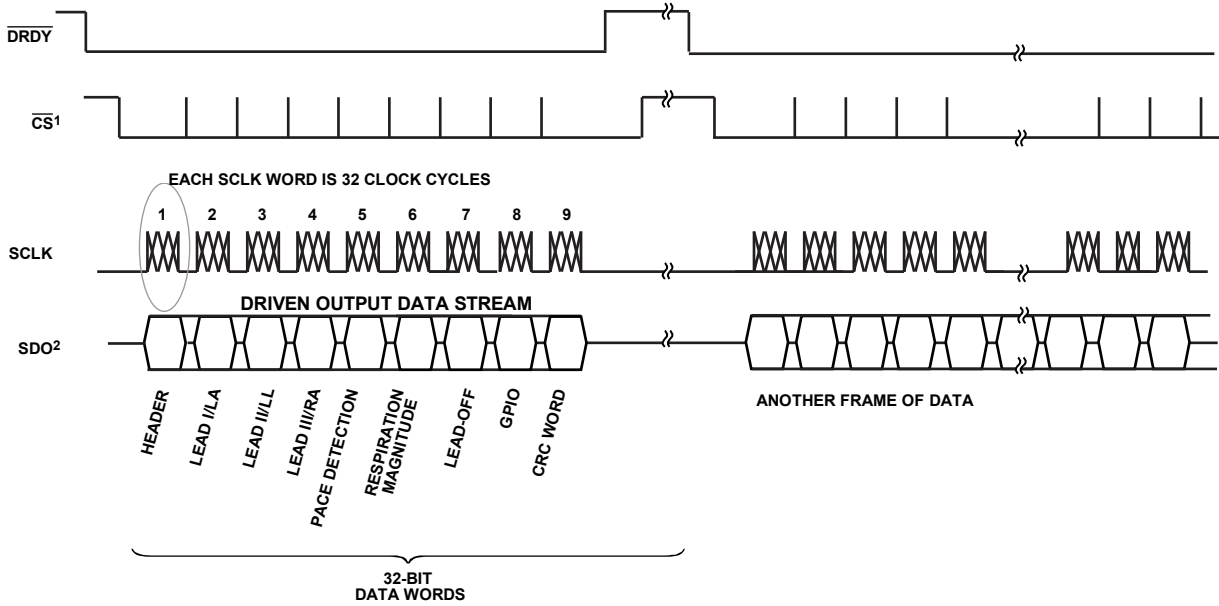 DRDY
CS1
EACH SCLK WORD IS 32 CLOCK CYCLES
1 2 3 4 5 6 7 8 9
SCLK
DRIVEN OUTPUT DATA STREAM
SDO2
HEADER
LEAD I/LA
LEAD II/LL
LEAD III/RA
PACE DETECTION
RESPIRATION
MAGNITUDE
LEAD-OFF
GPIO
CRC WORD
ANOTHER FRAME OF DATA
32-BIT
DATA WORDS